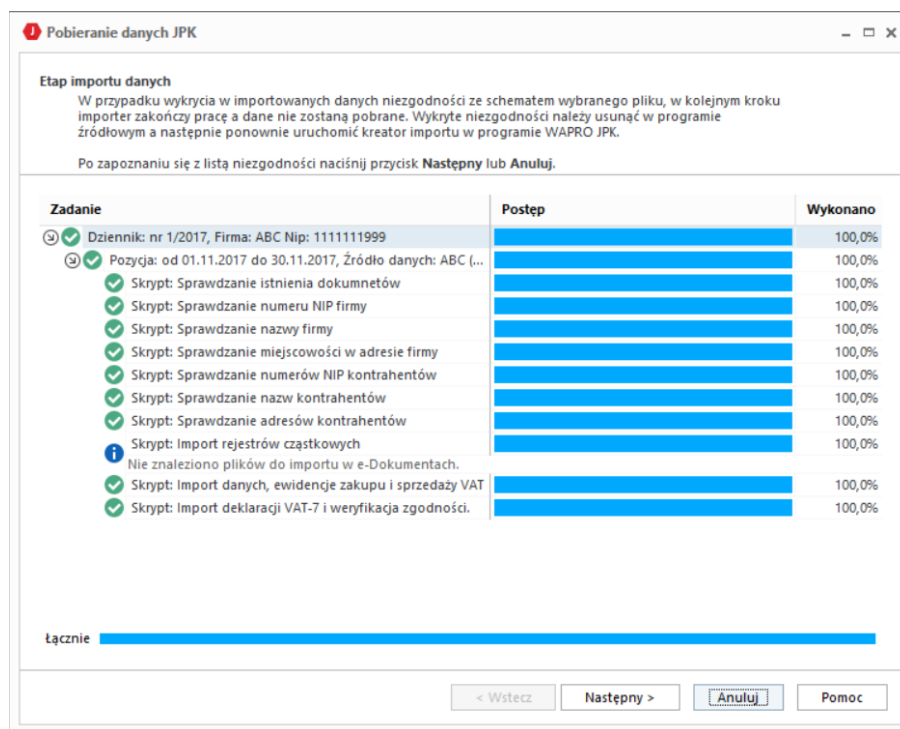 J Pobieranie danych JPK
Etap importu danych
W przypadku wykrycia w importowanych danych niezgodności ze schematem wybranego pliku, w kolejnym kroku
importer zakończy pracę a dane nie zostaną pobrane. Wykryte niezgodności należy usunąć w programie
źródłowym a następnie ponownie uruchomić kreator importu w programie WAPRO JPK.
Po zapoznaniu się z listą niezgodności naciśnij przycisk Następny lub Anuluj.
Zadanie Postęp Wykonano
Dziennik: nr 1/2017, Firma: ABC Nip: 1111111999 100,0%
Pozycja: od 01.11.2017 do 30.11.2017, Źródło danych: ABC (... 100,0%
Skrypt: Sprawdzanie istnienia dokumnetów 100,0%
Skrypt: Sprawdzanie numeru NIP firmy 100,0%
Skrypt: Sprawdzanie nazwy firmy 100,0%
Skrypt: Sprawdzanie miejscowości w adresie firmy 100,0%
Skrypt: Sprawdzanie numerów NIP kontrahentów 100,0%
Skrypt: Sprawdzanie nazw kontrahentów 100,0%
Skrypt: Sprawdzanie adresów kontrahentów 100,0%
Skrypt: Import rejestrów cząstkowych 100,0%
Nie znaleziono plików do importu w e-Dokumentach.
Skrypt: Import danych, ewidencje zakupu i sprzedaży VAT 100,0%
Skrypt: Import deklaracji VAT-7 i weryfikacja zgodności. 100,0%
Łącznie
< Wstecz Następny > Anuluj Pomoc